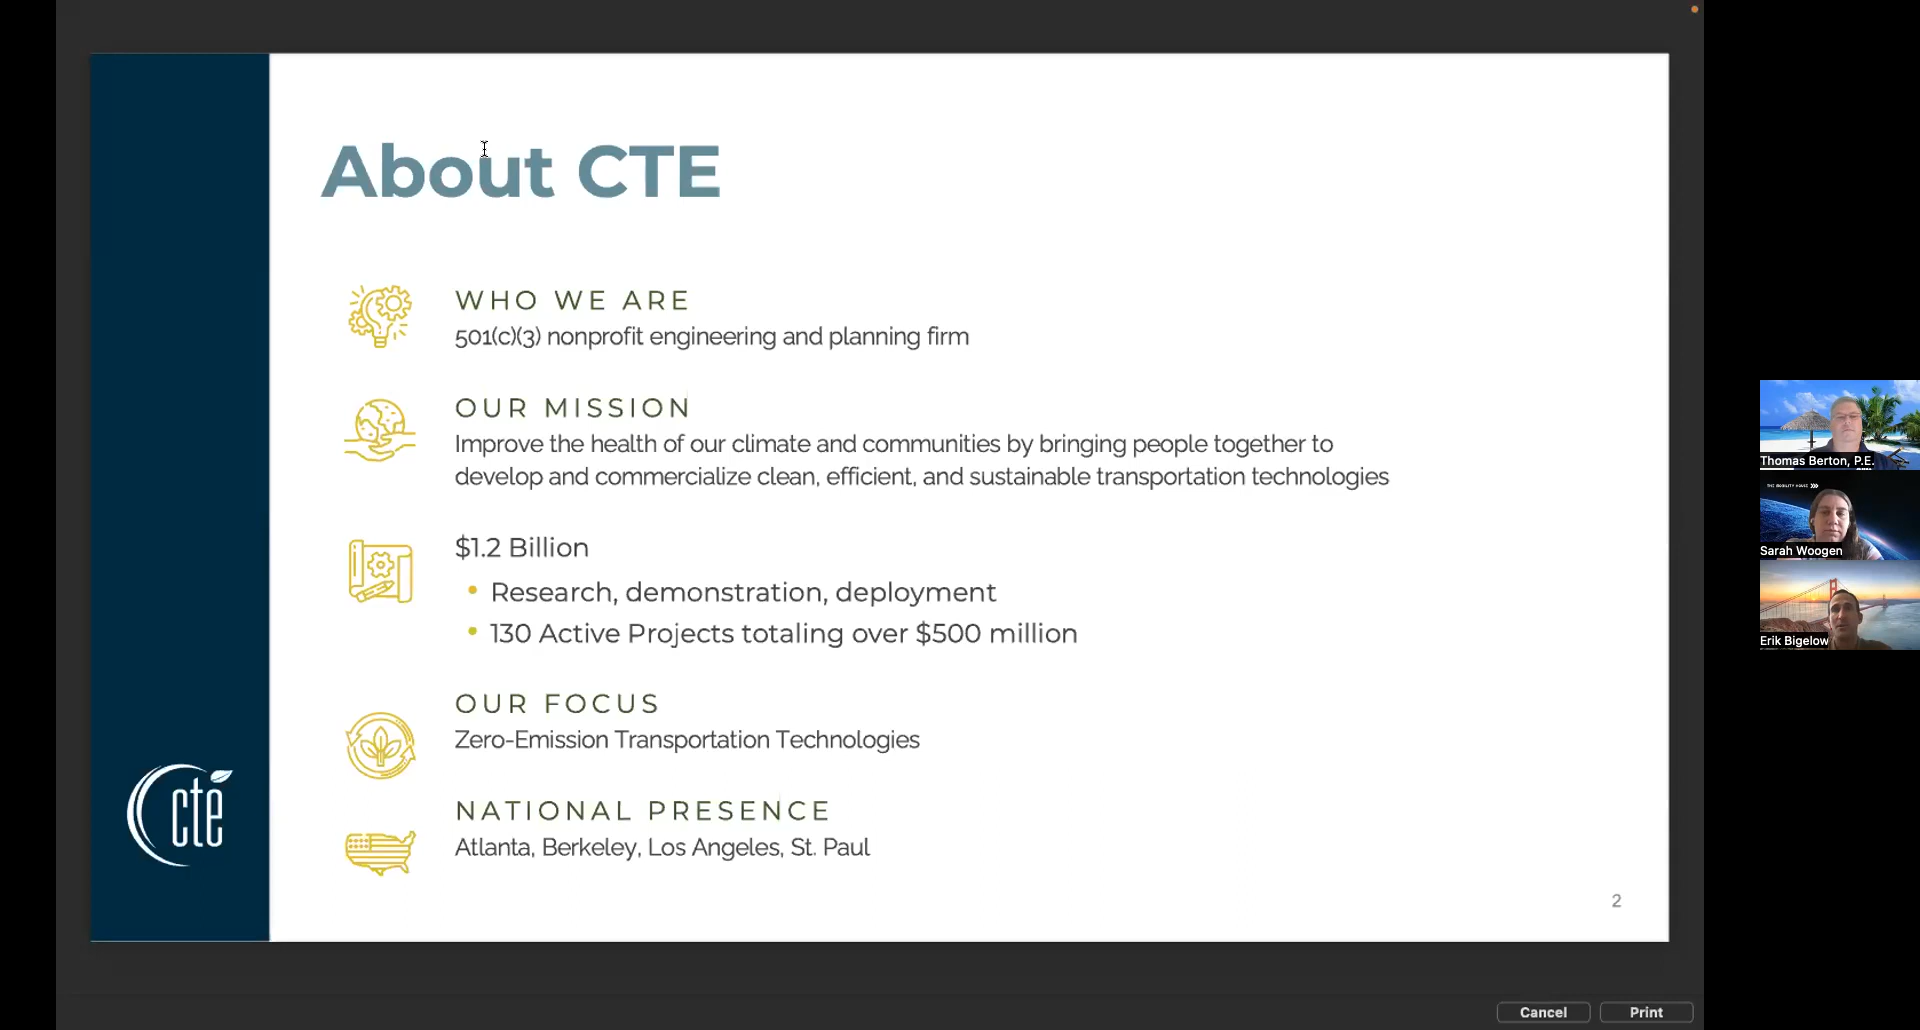 About CTE
WHO WE ARE
501(c)(3) nonprofit engineering and planning firm
OUR MISSION
Improve the health of our climate and communities by bringing people together to
develop and commercialize clean, efficient, and sustainable transportation technologies
$1.2 Billion
• Research, demonstration, deployment
• 130 Active Projects totaling over $500 million
OUR FOCUS
Zero-Emission Transportation Technologies
NATIONAL PRESENCE
Atlanta, Berkeley, Los Angeles, St. Paul
cte
2
Cancel
Print
Thomas Berton, P.E.
THE MOBILITY HOUSE
Sarah Woogen
Erik Bigelow